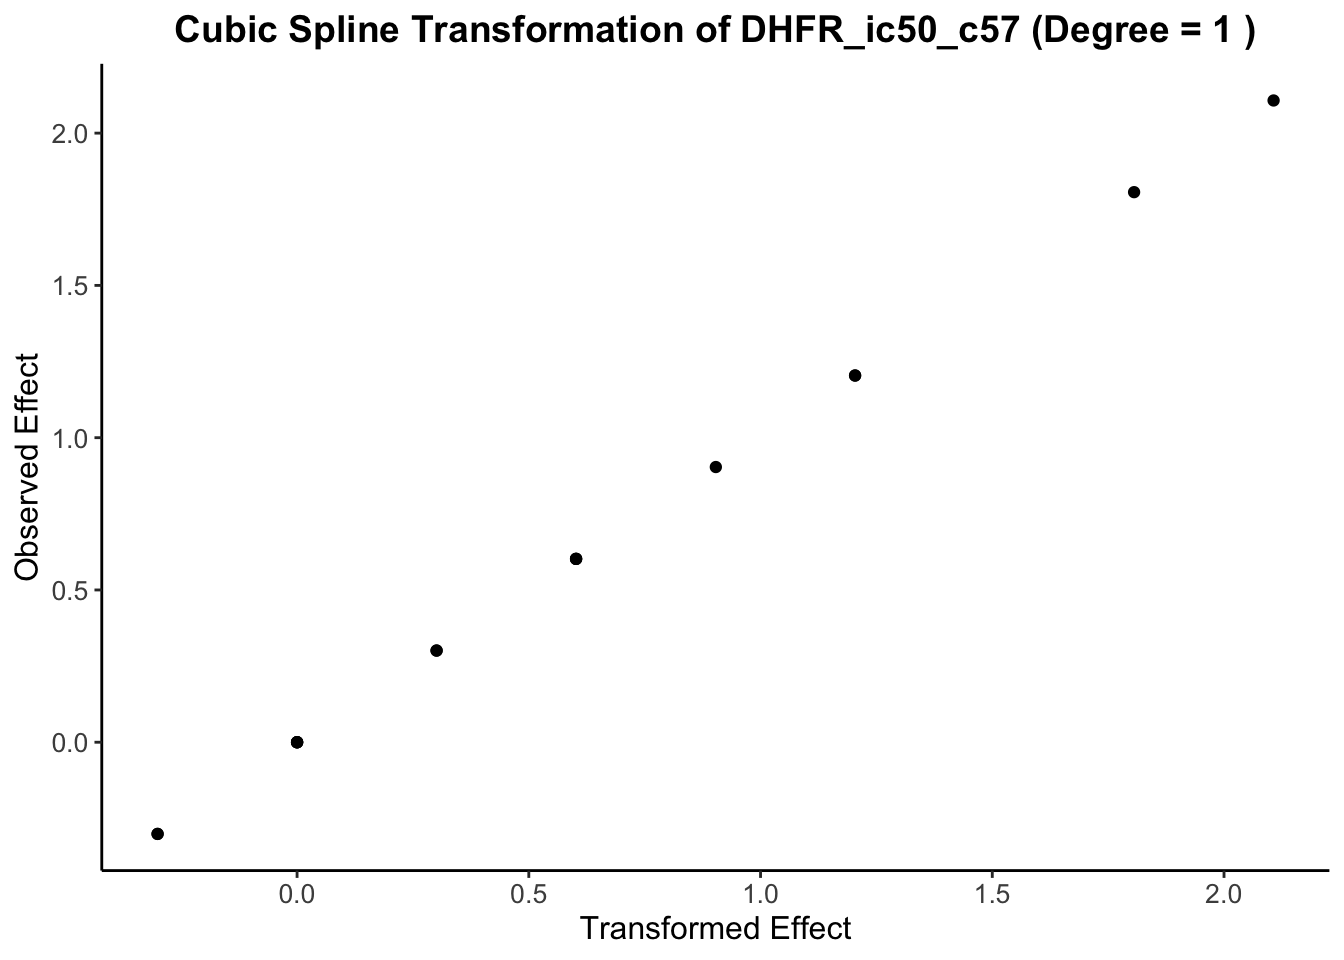 Cubic Spline Transformation of DHFR_ic50_c57 (Degree = 1 )
2.0
1.5
1.0
0.5
0.0
Observed Effect
0.0 0.5 1.0 1.5 2.0
Transformed Effect